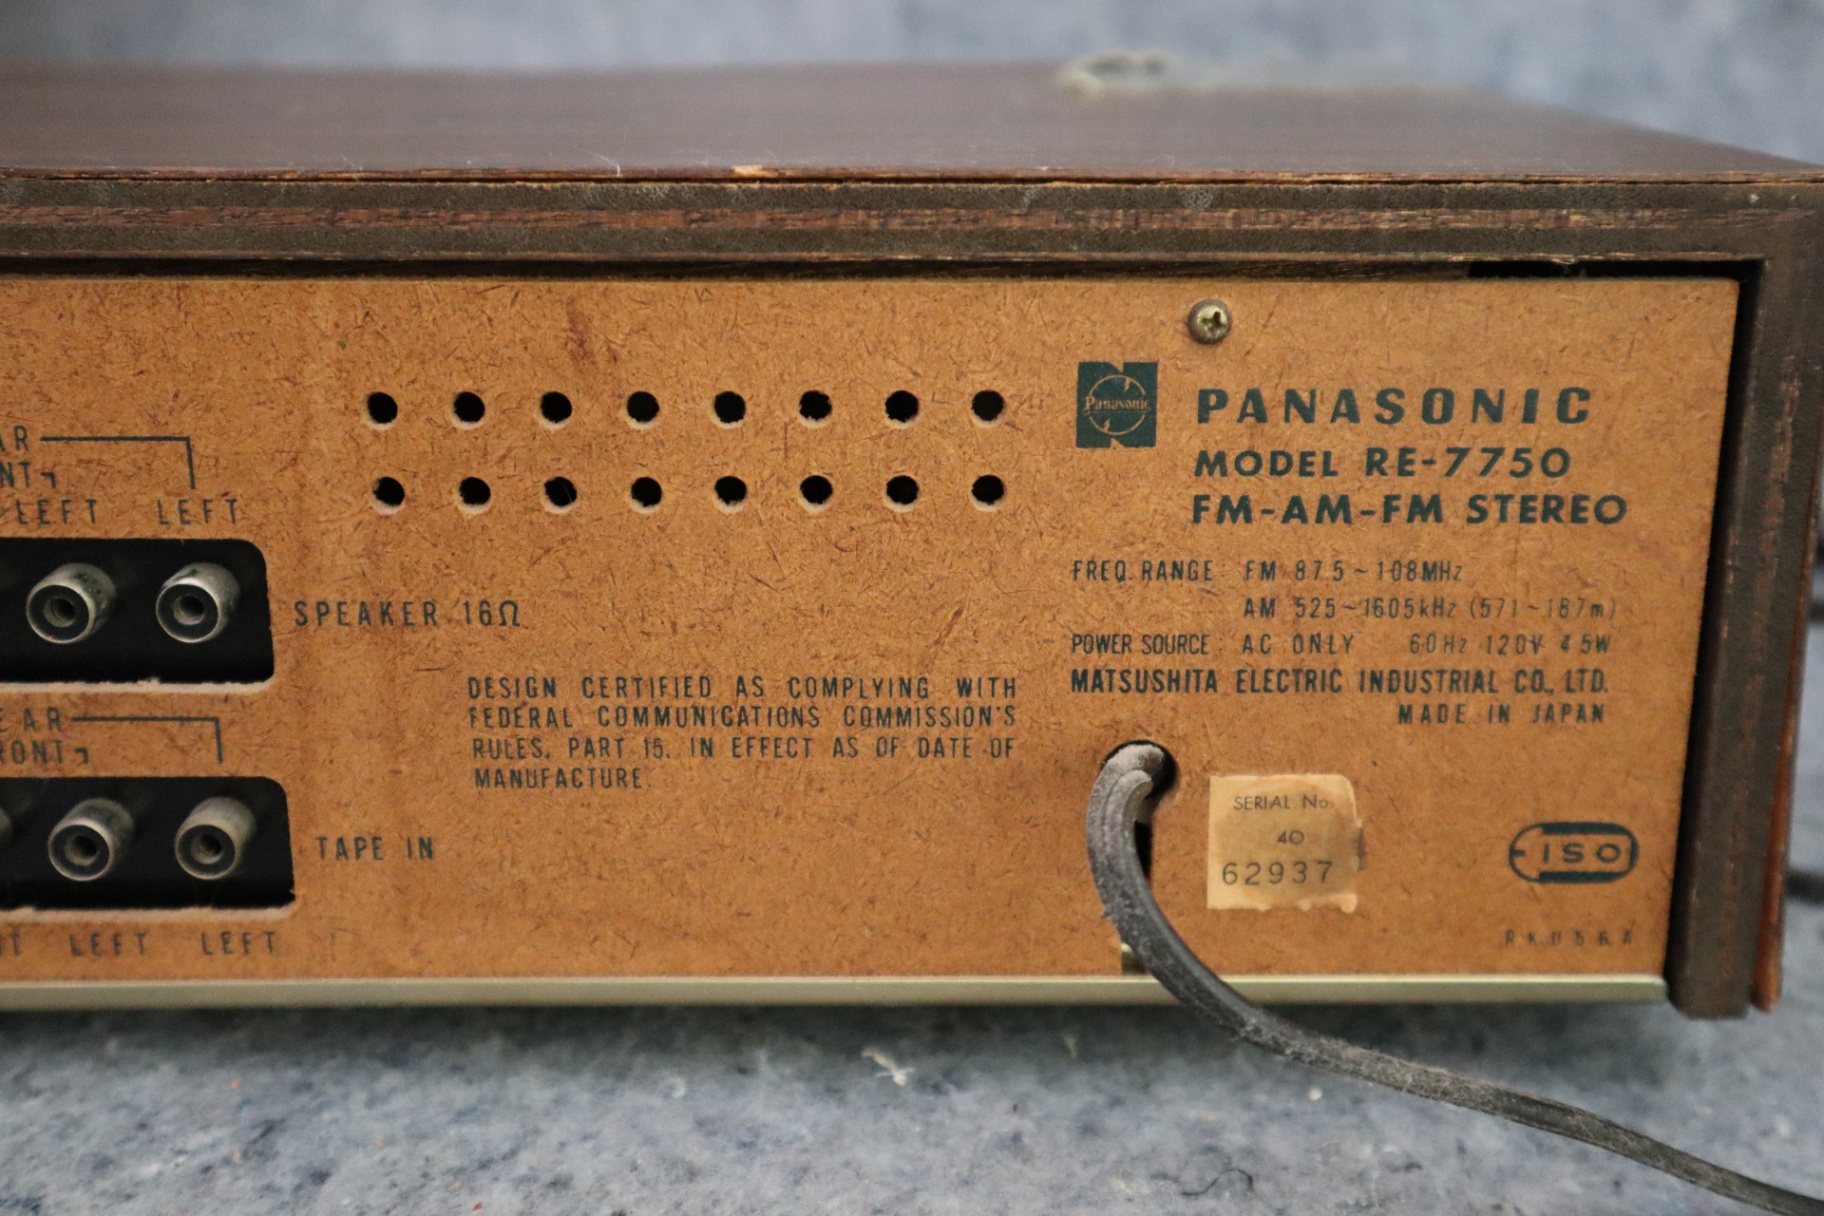 AR
NT
LEFT LEFT
SPEAKER 16Ω
EAR
RONT
TAPE IN
LEFT LEFT
DESIGN CERTIFIED AS COMPLYING WITH
FEDERAL COMMUNICATIONS COMMISSION'S
RULES, PART 15, IN EFFECT AS OF DATE OF
MANUFACTURE.
Panasonic
PANASONIC
MODEL RE-7750
FM-AM-FM STEREO
FREQ. RANGE: FM 87.5~108MHz
AM 525~1605kHz (571~187m)
POWER SOURCE: AC ONLY 60Hz 120V 45W
MATSUSHITA ELECTRIC INDUSTRIAL CO., LTD.
MADE IN JAPAN
SERIAL No.
40
62937
ISO